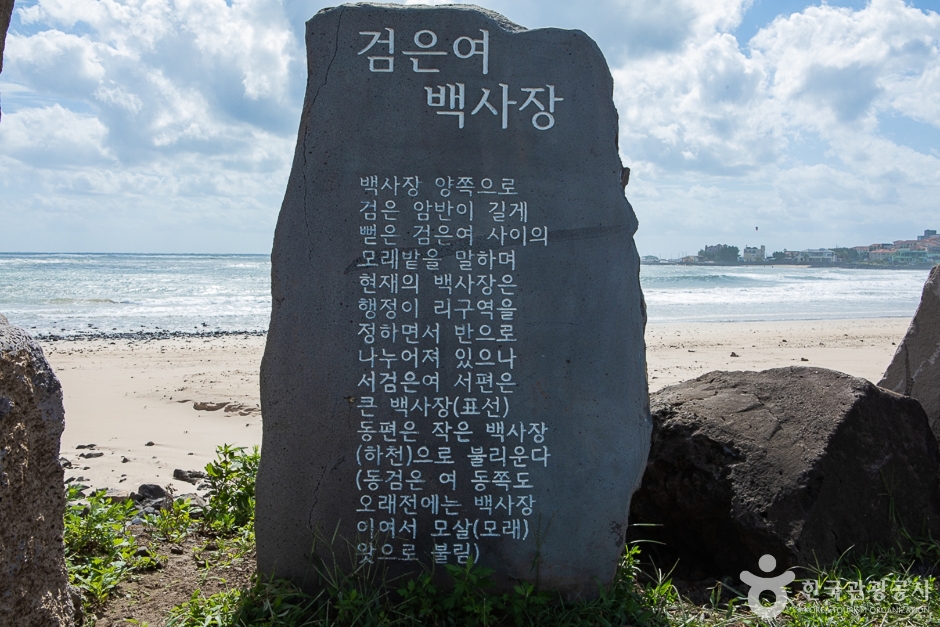 검은여
백사장
백사장 양쪽으로
검은 암반이 길게
뻗은 검은여 사이의
모래밭을 말하며
현재의 백사장은
행정이 리구역을
정하면서 반으로
나누어져 있으나
서검은여 서편은
큰 백사장(표선)
동편은 작은 백사장
(하천)으로 불리운다
(동검은 여 동쪽도
오래전에는 백사장
이여서 모살(모래)
왓으로 불림)
한국관광공사
KOREA TOURISM ORGANIZATION